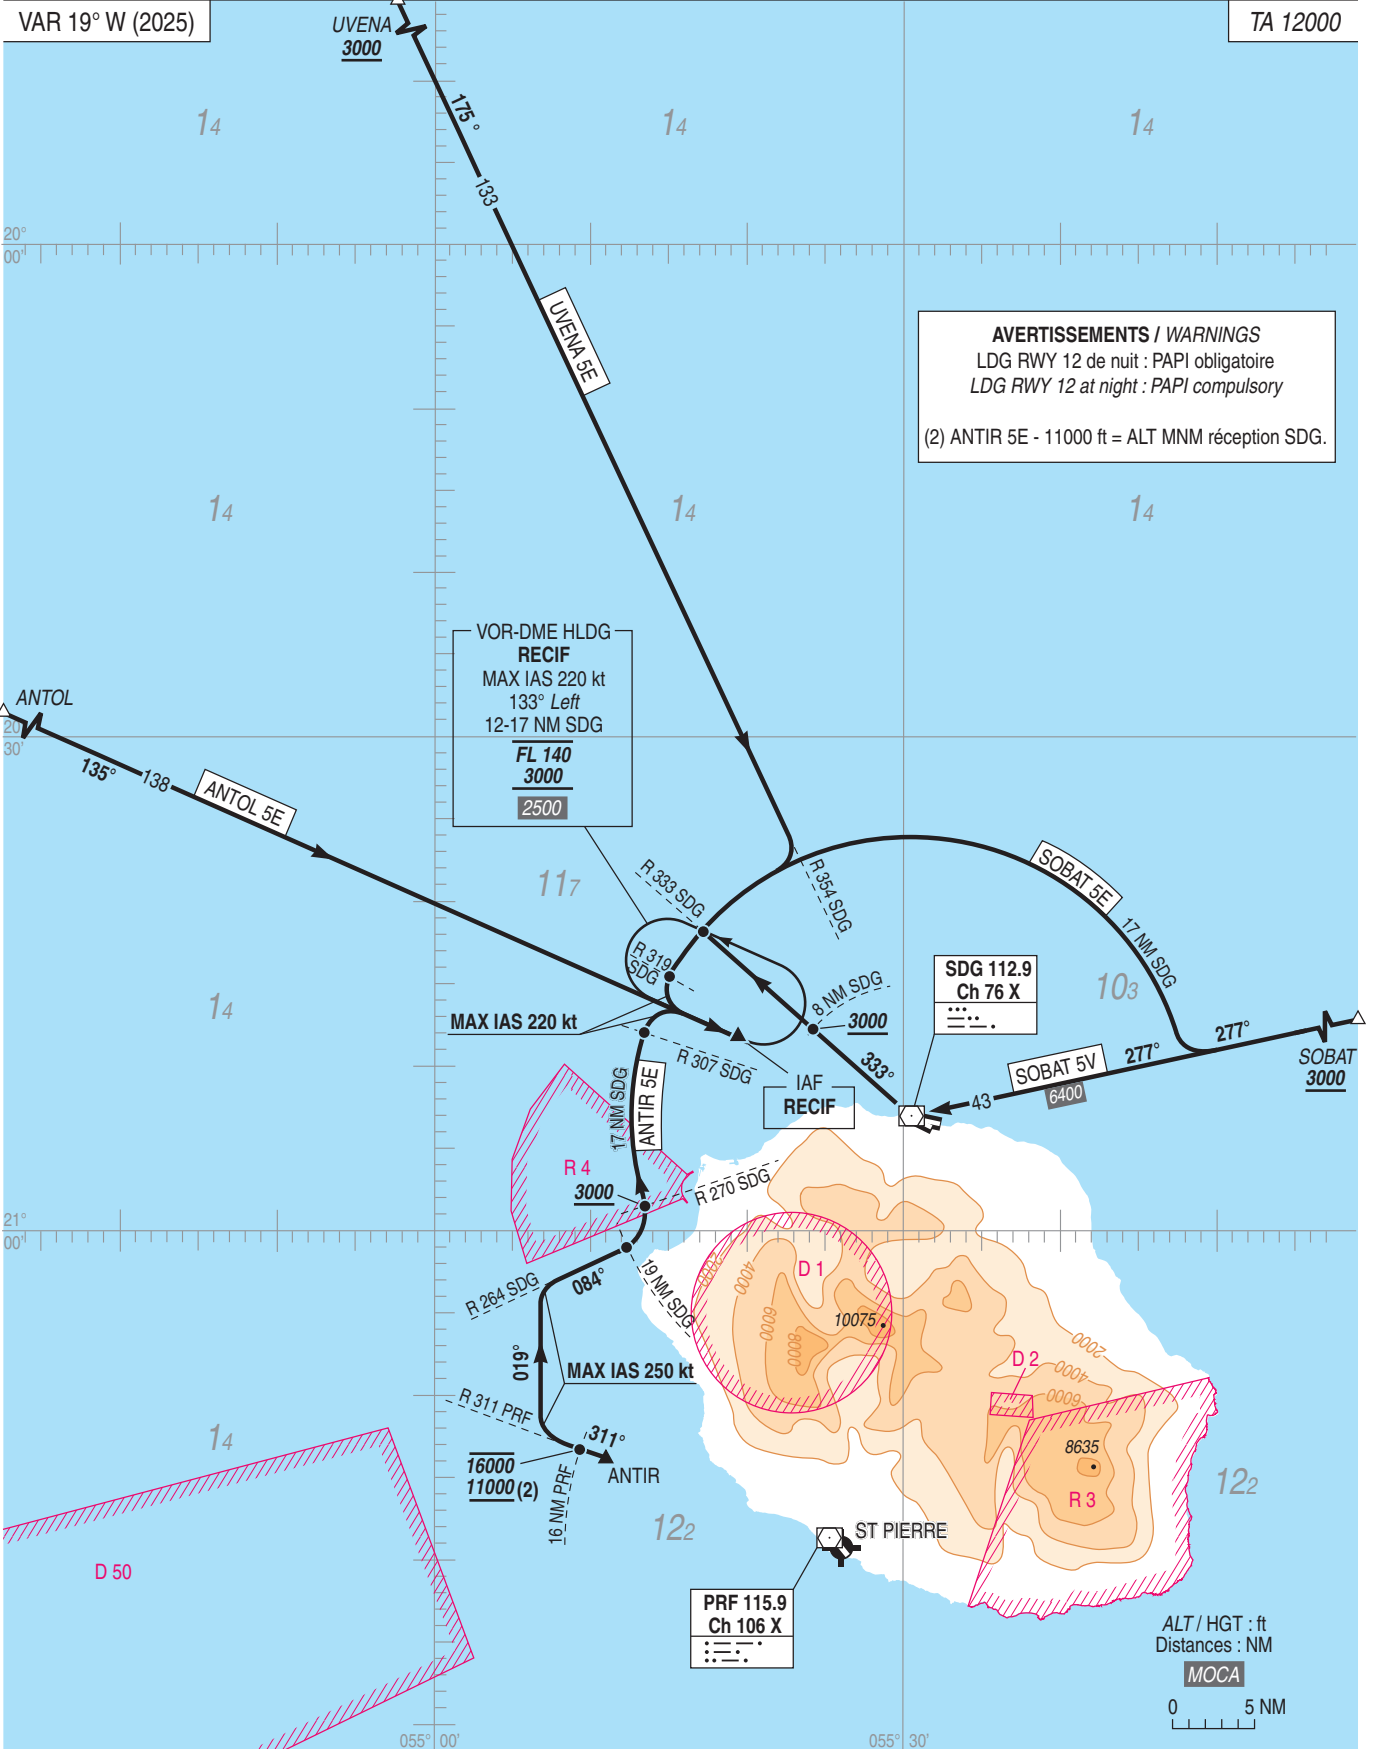 VAR 19° W (2025)
UVENA
3000
TA 12000
175°
14
14
14
133
20°
00'
UVENA 5E
AVERTISSEMENTS / WARNINGS
LDG RWY 12 de nuit : PAPI obligatoire
LDG RWY 12 at night : PAPI compulsory
(2) ANTIR 5E - 11000 ft = ALT MNM réception SDG.
14
14
14
VOR-DME HLDG
RECIF
MAX IAS 220 kt
133° Left
12-17 NM SDG
FL 140
3000
2500
ANTOL
20°
30'
135°
138
ANTOL 5E
117
R 333 SDG
R 354 SDG
SOBAT 5E
17 NM SDG
R 319
SDG
SDG 112.9
Ch 76 X
103
14
8 NM SDG
3000
MAX IAS 220 kt
277°
277°
SOBAT
3000
333°
R 307 SDG
SOBAT 5V
6400
43
IAF
RECIF
17 NM SDG
ANTIR 5E
R 4
3000
R 270 SDG
21°
00'
R 264 SDG
084°
19 NM SDG
2000
4000
D 1
6000
8000
10075
019°
MAX IAS 250 kt
2000
D 2
4000
6000
R 311 PRF
311°
14
16000
11000 (2)
ANTIR
8635
R 3
122
16 NM PRF
122
ST PIERRE
D 50
PRF 115.9
Ch 106 X
ALT / HGT : ft
Distances : NM
MOCA
0 5 NM
055° 00'
055° 30'